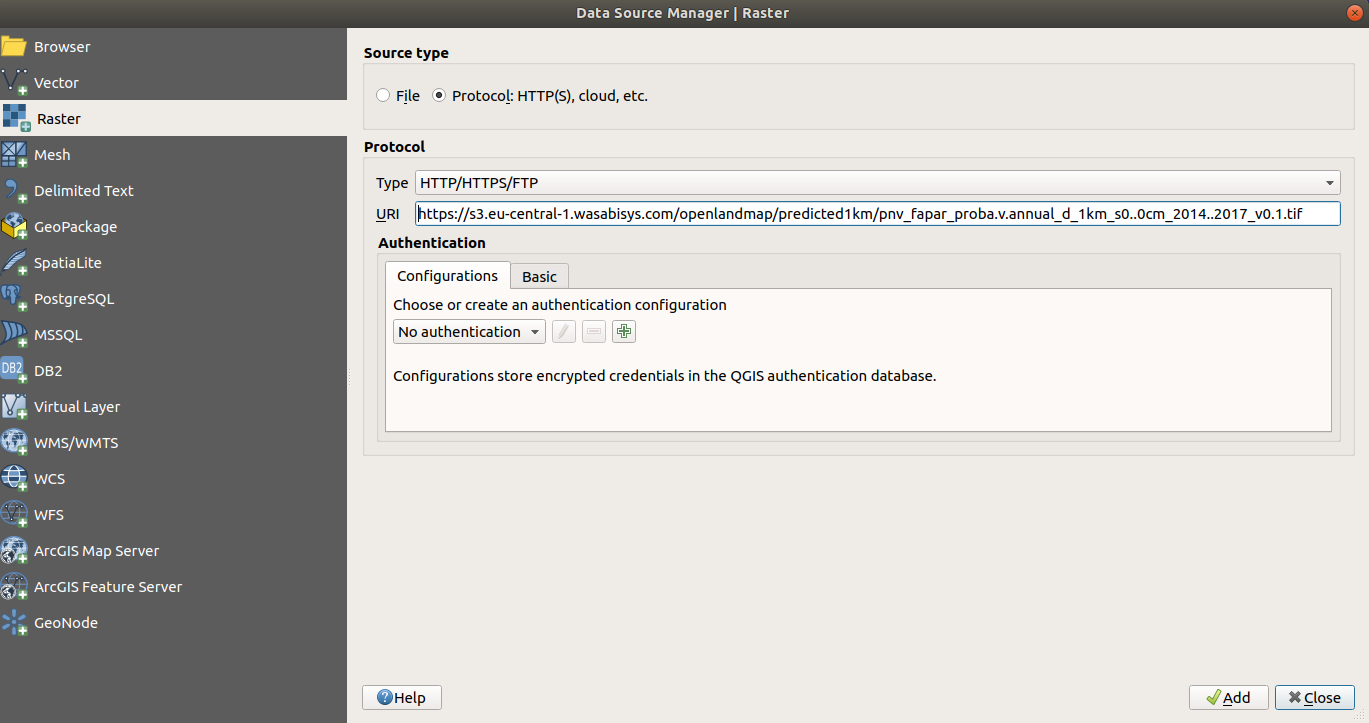 Data Source Manager | Raster
Browser
Vector
Raster
Mesh
Delimited Text
GeoPackage
SpatiaLite
PostgreSQL
MSSQL
DB2
DB2
Virtual Layer
WMS/WMTS
WCS
WFS
ArcGIS Map Server
ArcGIS Feature Server
GeoNode
Source type
File Protocol: HTTP(S), cloud, etc.
Protocol
Type HTTP/HTTPS/FTP
URI https://s3.eu-central-1.wasabisys.com/openlandmap/predicted1km/pnv_fapar_proba.v.annual_d_1km_s0..0cm_2014..2017_v0.1.tif
Authentication
Configurations Basic
Choose or create an authentication configuration
No authentication
Configurations store encrypted credentials in the QGIS authentication database.
Help Add Close